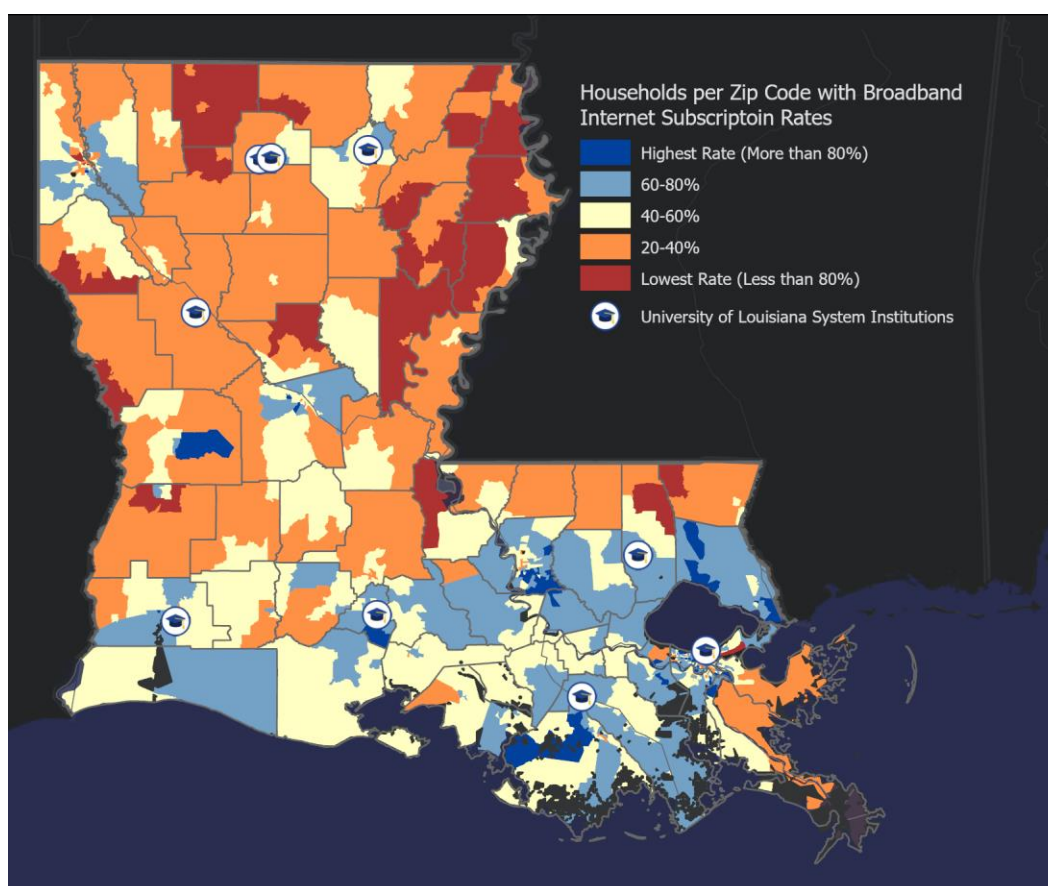 Households per Zip Code with Broadband
Internet Subscriptoin Rates
Highest Rate (More than 80%)
60-80%
40-60%
20-40%
Lowest Rate (Less than 80%)
University of Louisiana System Institutions